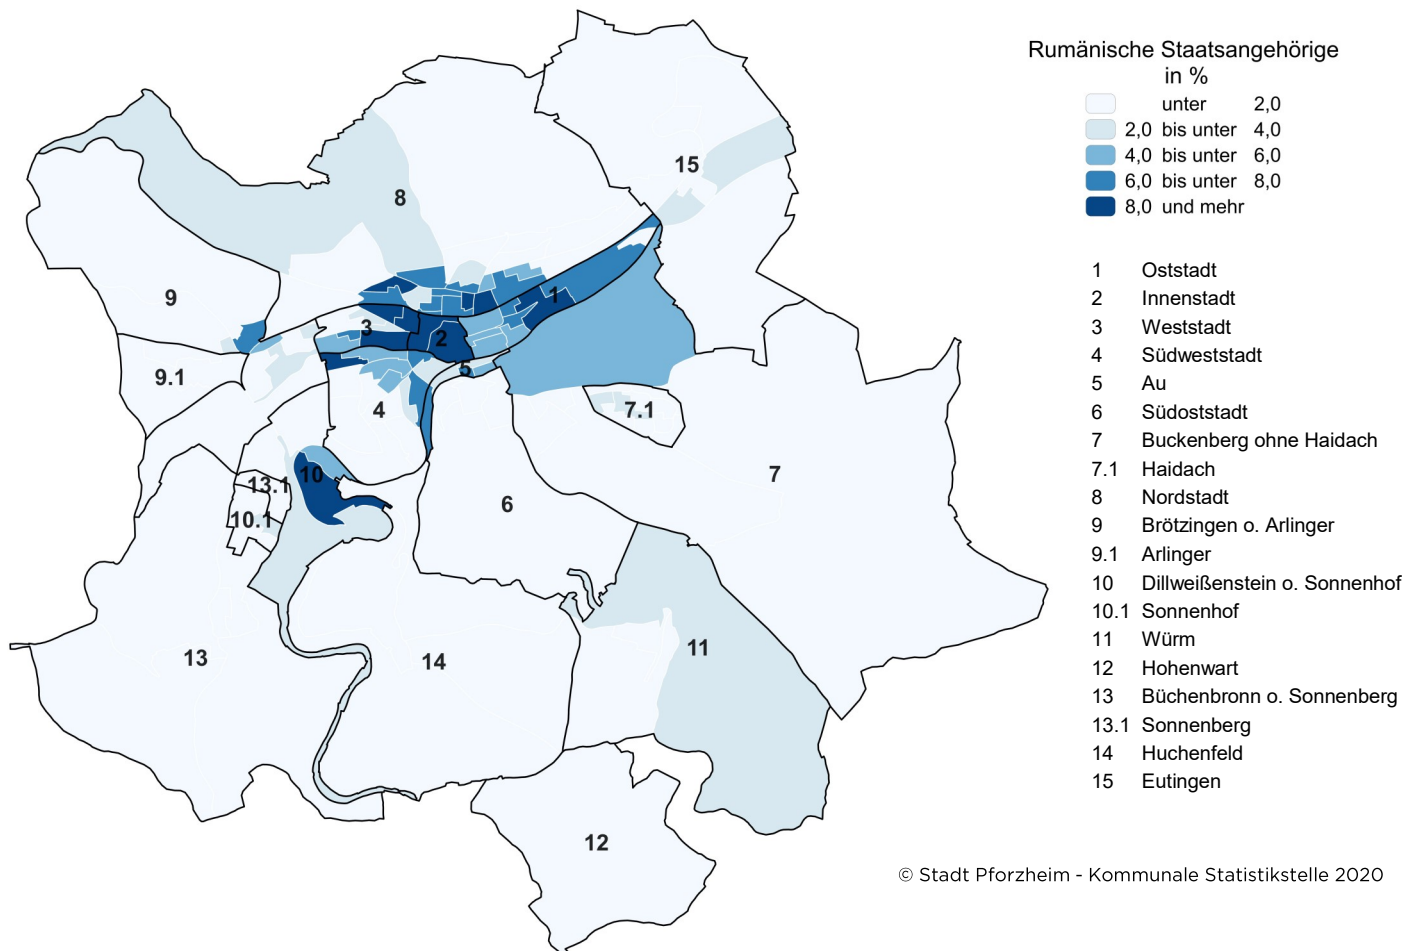 Rumänische Staatsangehörige
in %
unter 2,0
2,0 bis unter 4,0
4,0 bis unter 6,0
6,0 bis unter 8,0
8,0 und mehr
1 Oststadt
2 Innenstadt
3 Weststadt
4 Südweststadt
5 Au
6 Südoststadt
7 Buckenberg ohne Haidach
7.1 Haidach
8 Nordstadt
9 Brötzingen o. Arlinger
9.1 Arlinger
10 Dillweißenstein o. Sonnenhof
10.1 Sonnenhof
11 Würm
12 Hohenwart
13 Büchenbronn o. Sonnenberg
13.1 Sonnenberg
14 Huchenfeld
15 Eutingen
15
8
9
1
3
2
5
9.1
4
7.1
10
7
13.1
6
10.1
11
13
14
12
© Stadt Pforzheim - Kommunale Statistikstelle 2020